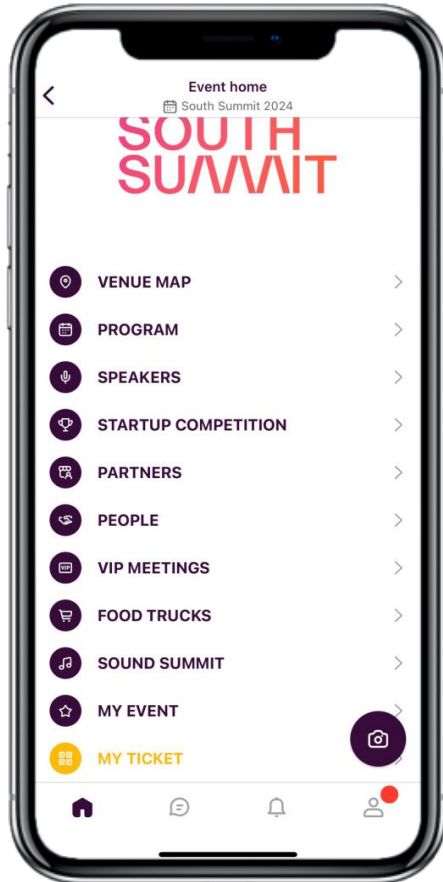 Event home
South Summit 2024
SOUTH
SUMMIT
VENUE MAP
PROGRAM
SPEAKERS
STARTUP COMPETITION
PARTNERS
PEOPLE
VIP
VIP MEETINGS
FOOD TRUCKS
SOUND SUMMIT
MY EVENT
MY TICKET